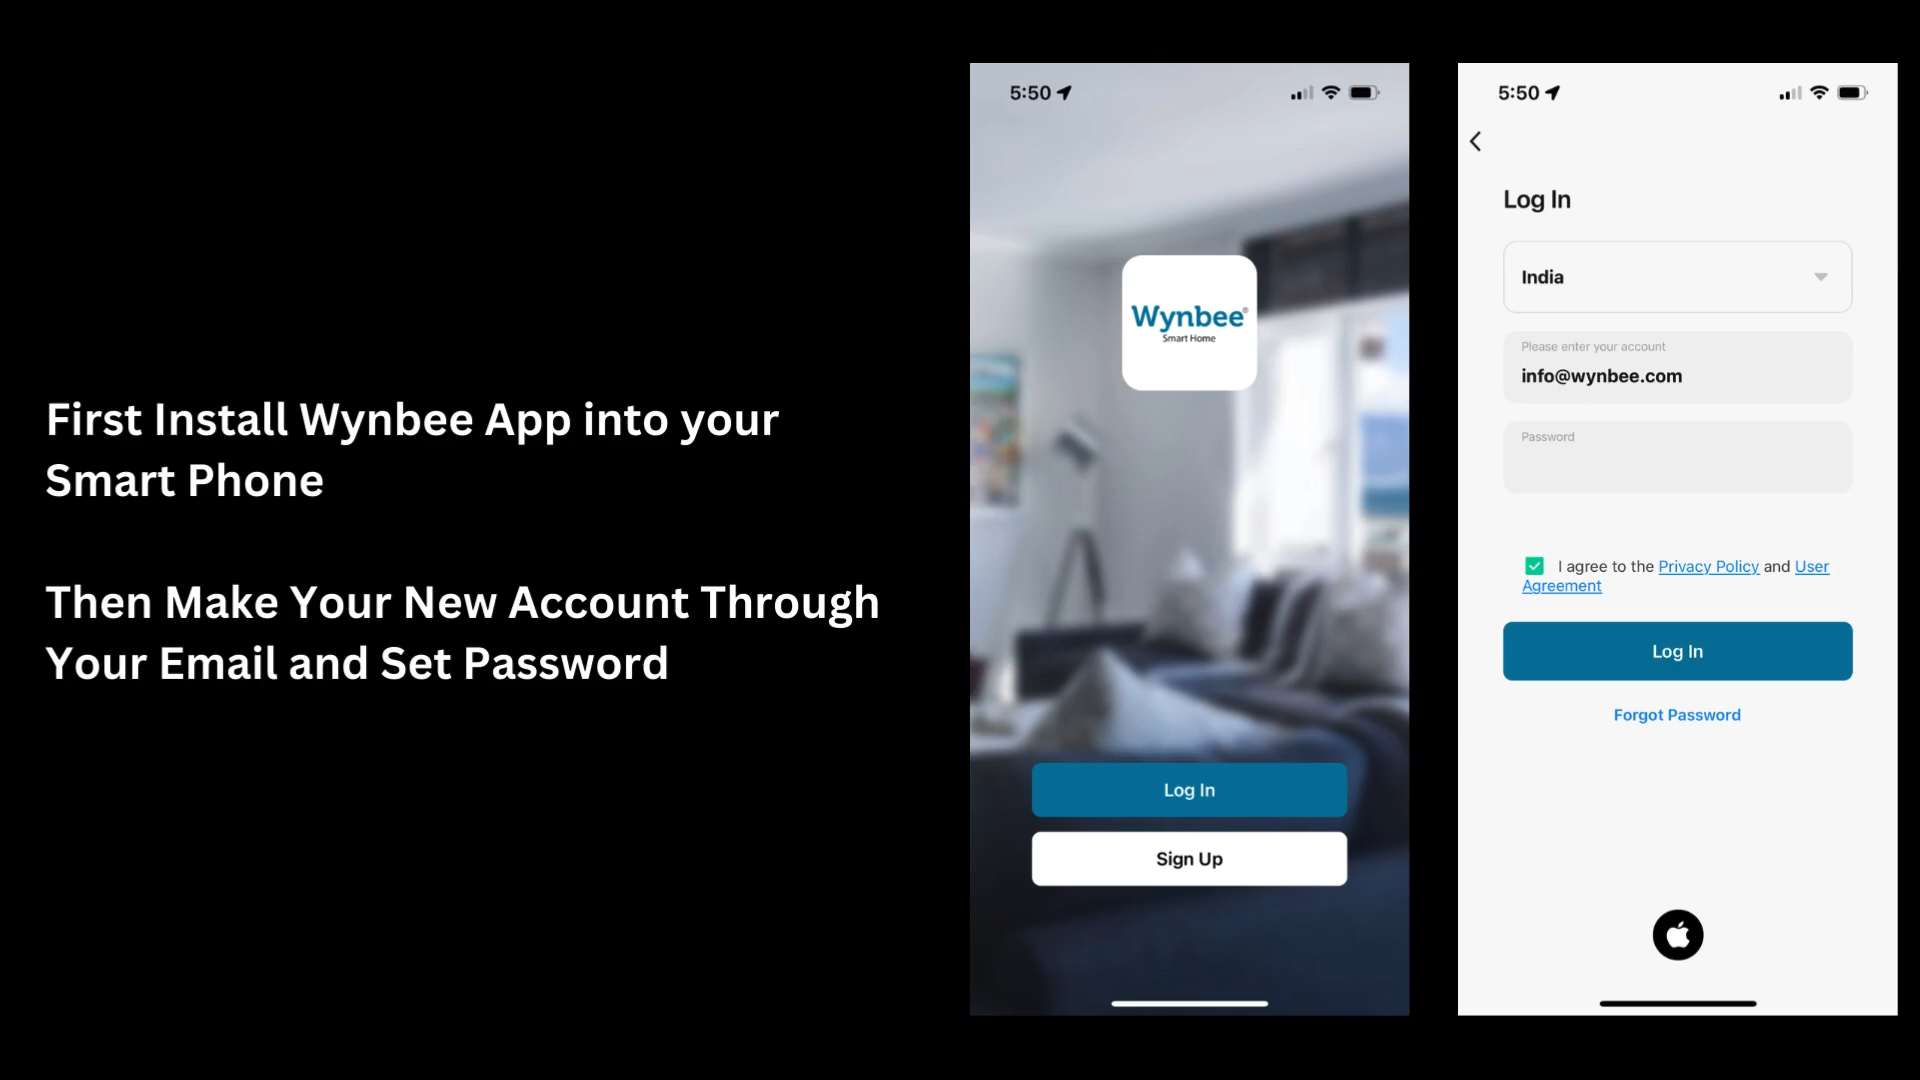 First Install Wynbee App into your
Smart Phone
Then Make Your New Account Through
Your Email and Set Password
5:50
Wynbee®
Smart Home
Log In
Sign Up
5:50
Log In
India
Please enter your account
info@wynbee.com
Password
I agree to the Privacy Policy and User
Agreement
Log In
Forgot Password